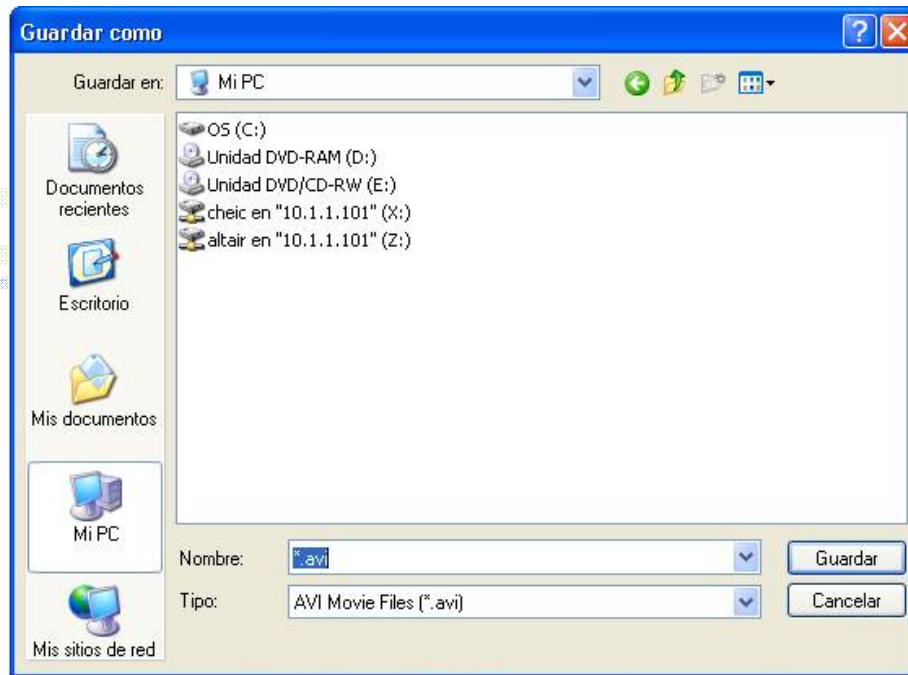 Guardar como
Guardar en:
Mi PC
OS (C:)
Unidad DVD-RAM (D:)
Unidad DVD/CD-RW (E:)
cheic en "10.1.1.101" (X:)
altair en "10.1.1.101" (Z:)
Documentos
recientes
Escritorio
Mis documentos
Mi PC
Mis sitios de red
Nombre:
*.avi
Guardar
Tipo:
AVI Movie Files (*.avi)
Cancelar